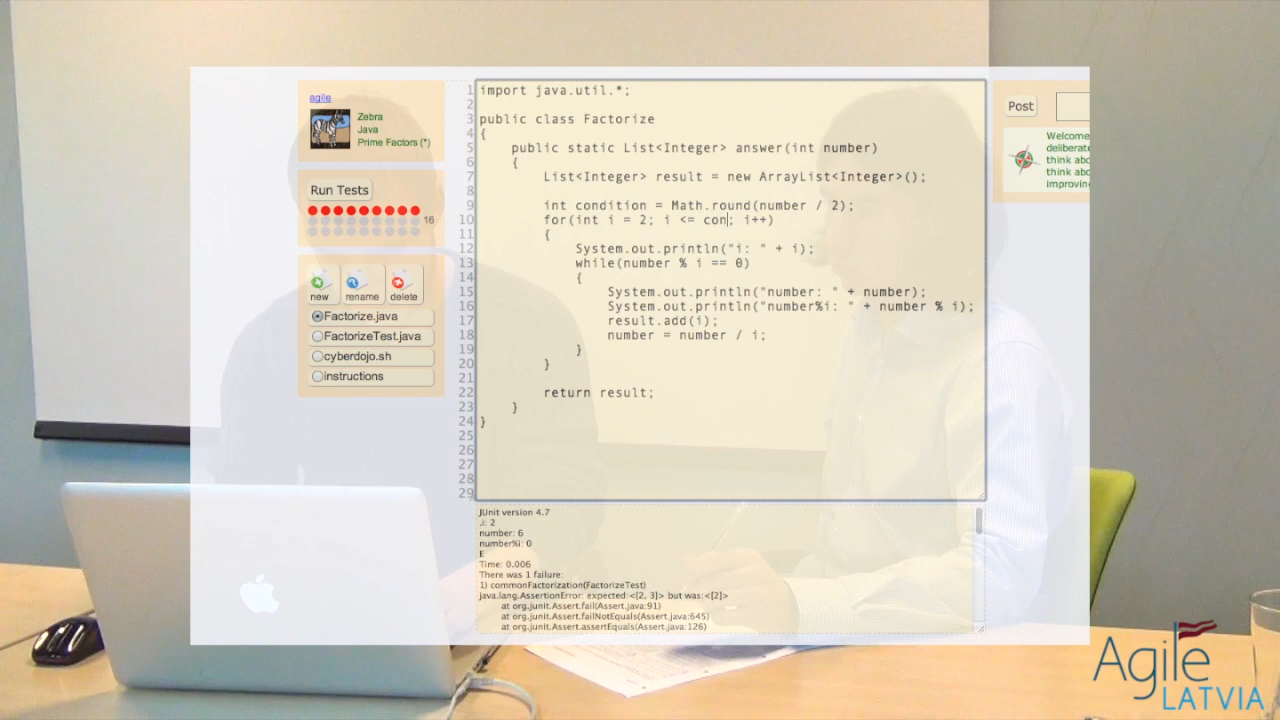 agile
Zebra
Java
Prime Factors (*)
Run Tests
16
new rename delete
Factorize.java
FactorizeTest.java
cyberdojo.sh
instructions
1 import java.util.*;
2
3 public class Factorize
4 {
5 public static List<Integer> answer(int number)
6 {
7 List<Integer> result = new ArrayList<Integer>();
8
9 int condition = Math.round(number / 2);
10 for(int i = 2; i <= con; i++)
11 {
12 System.out.println("i: " + i);
13 while(number % i == 0)
14 {
15 System.out.println("number: " + number);
16 System.out.println("number%i: " + number % i);
17 result.add(i);
18 number = number / i;
19 }
20 }
21
22 return result;
23 }
24 }
25
26
27
28
29
JUnit version 4.7
.i: 2
number: 6
number%i: 0
E
Time: 0.006
There was 1 failure:
1) commonFactorization(FactorizeTest)
java.lang.AssertionError: expected:<[2, 3]> but was:<[2]>
at org.junit.Assert.fail(Assert.java:91)
at org.junit.Assert.failNotEquals(Assert.java:645)
at org.junit.Assert.assertEquals(Assert.java:126)
Post
Welcome
deliberate
think abo
think abo
improving
Agile
LATVIA